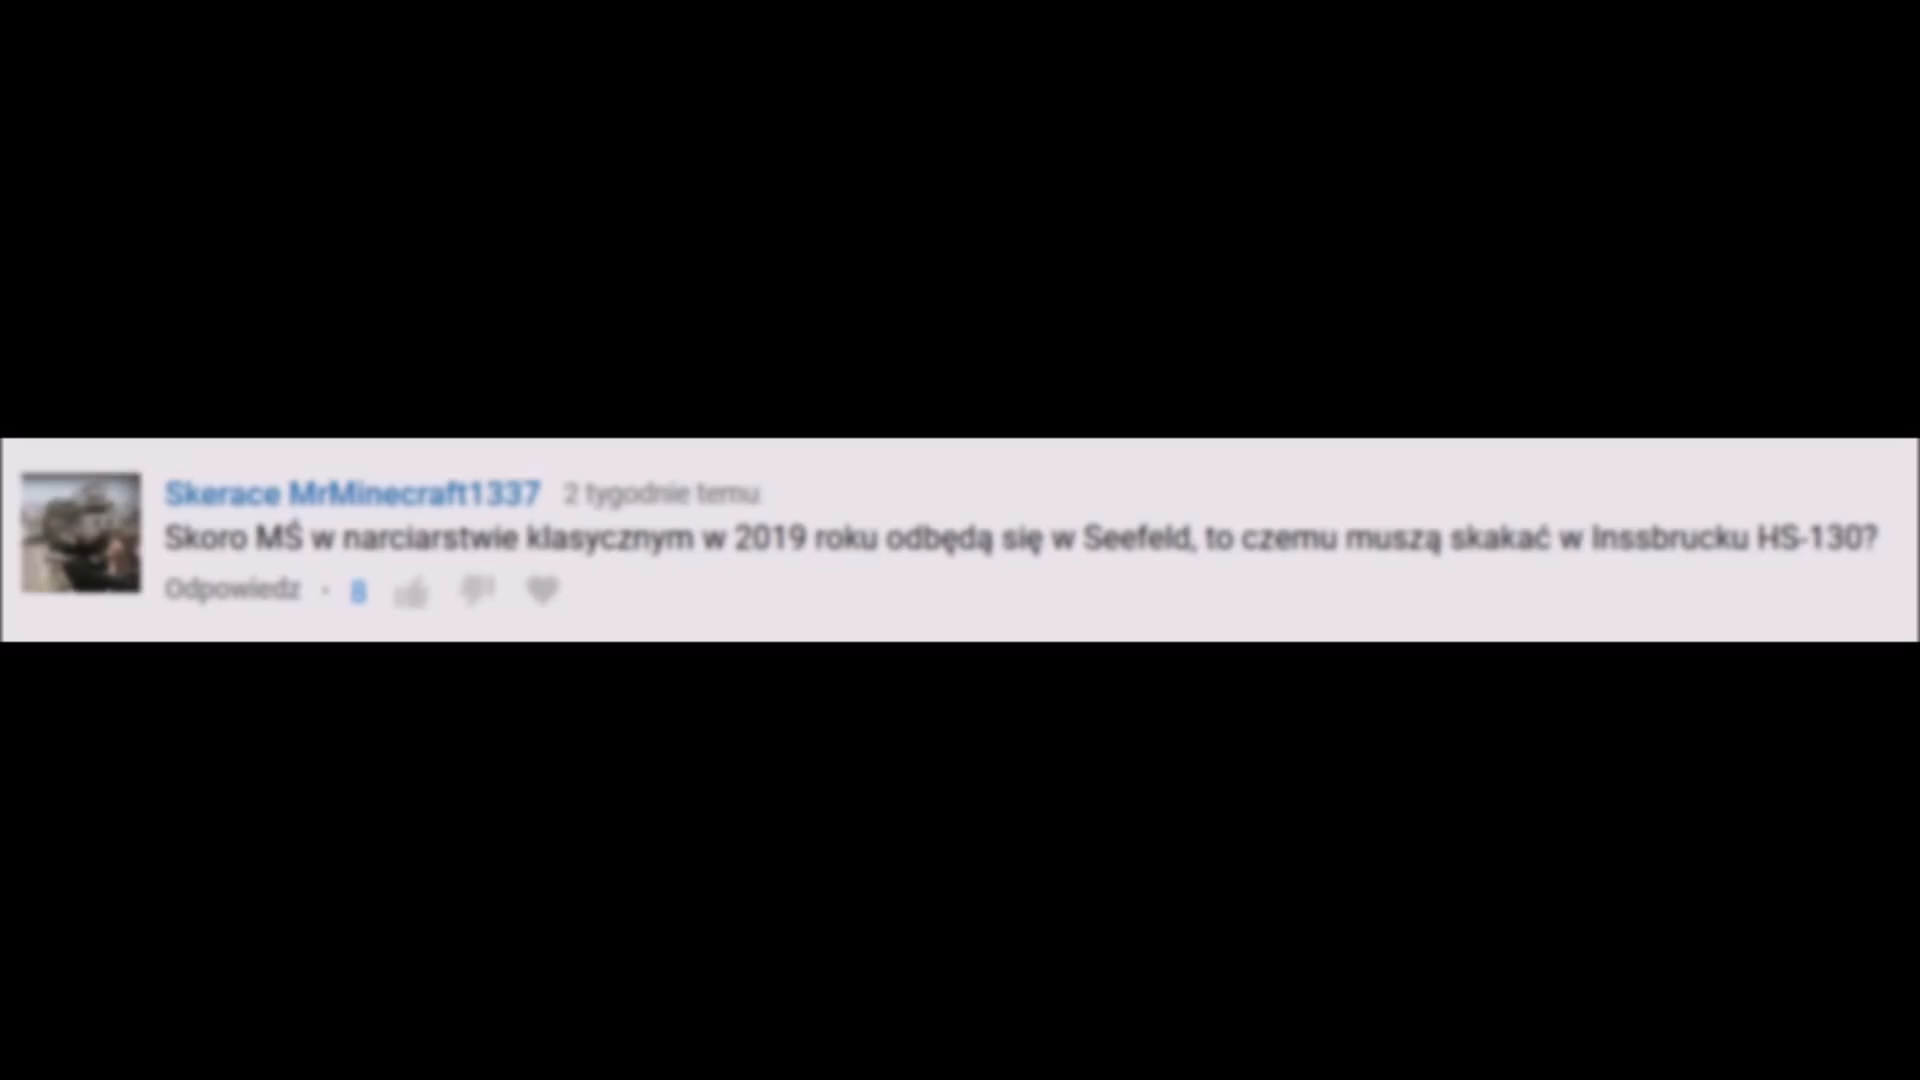 Skerace MrMinecraft1337 2 tygodnie temu
Skoro MŚ w narciarstwie klasycznym w 2019 roku odbędą się w Seefeld, to czemu muszą skakać w Inssbrucku HS-130?
Odpowiedz · 8